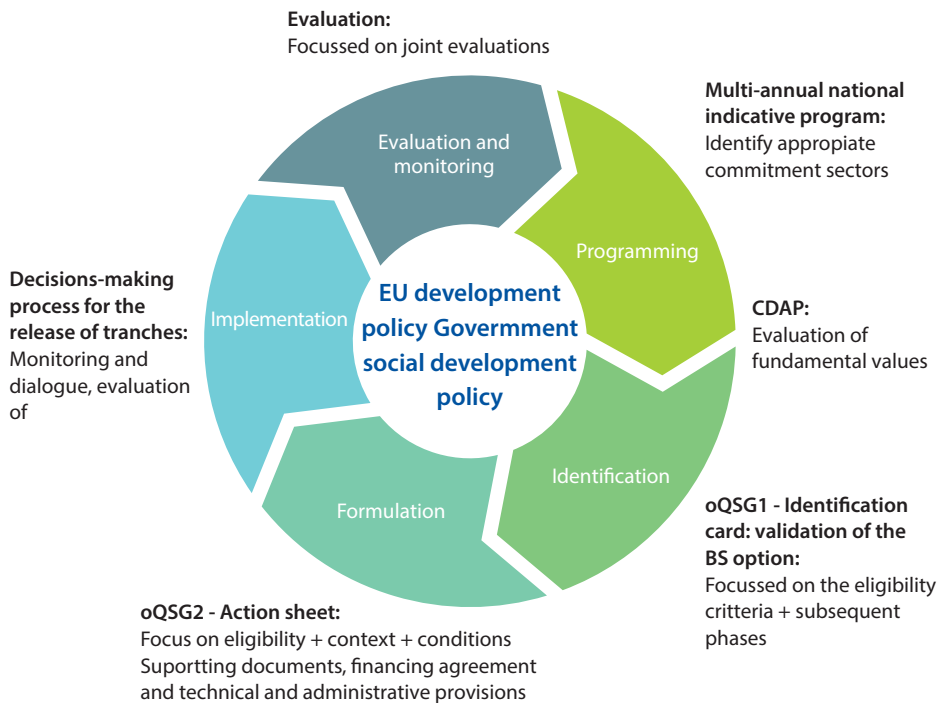 Evaluation:
Focussed on joint evaluations
Evaluation and
monitoring
Multi-annual national
indicative program:
Identify appropiate
commitment sectors
Programming
CDAP:
Evaluation of
fundamental values
Identification
oQSG1 - Identification
card: validation of the
BS option:
Focussed on the eligibility
critteria + subsequent
phases
Formulation
oQSG2 - Action sheet:
Focus on eligibility + context + conditions
Suportting documents, financing agreement
and technical and administrative provisions
Implementation
Decisions-making
process for the
release of tranches:
Monitoring and
dialogue, evaluation
of
EU development
policy Govermment
social development
policy